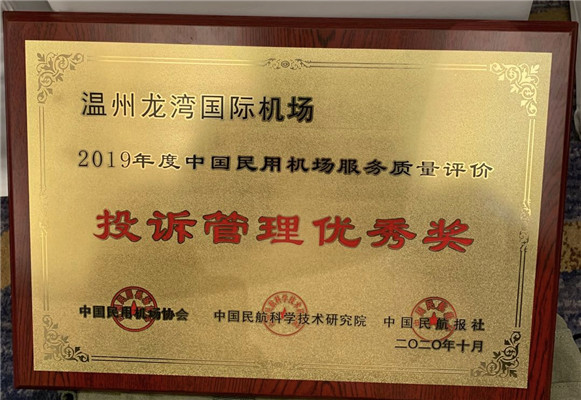 温州龙湾国际机场
2019年度中国民用机场服务质量评价
投诉管理优秀奖
中国民用机场协会 中国民航科学技术研究院 中国民航报社
二〇二〇年十月